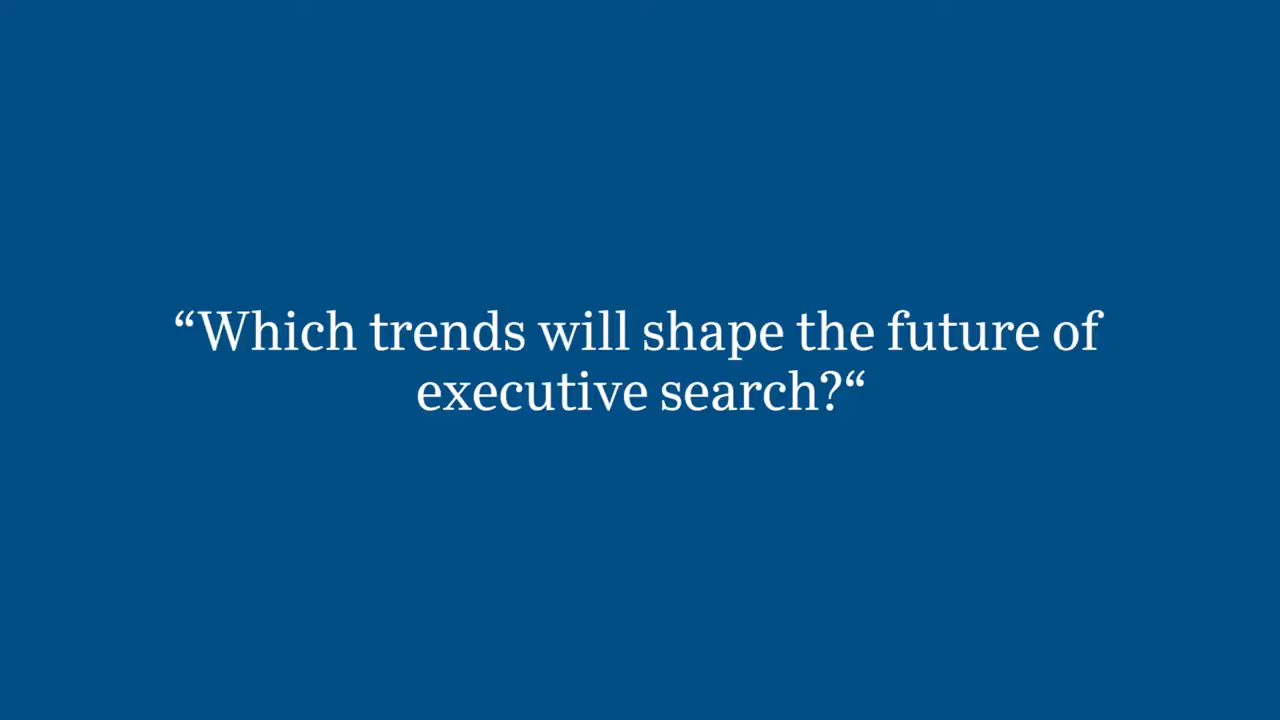 “Which trends will shape the future of
executive search?“